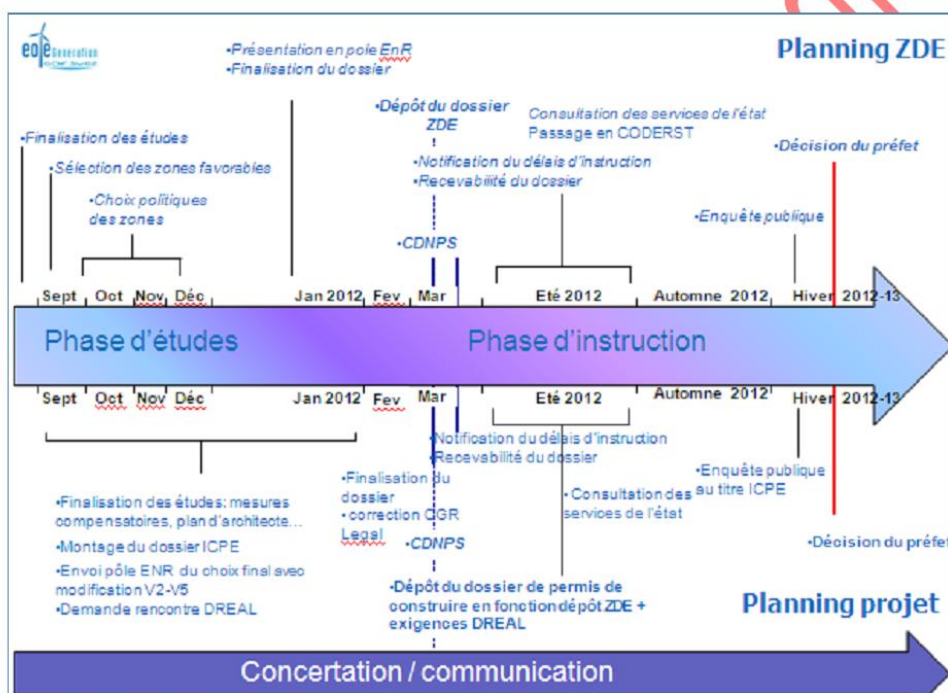 eole Generation
GDF SUEZ
Planning ZDE
•Présentation en pole EnR
•Finalisation du dossier
•Dépôt du dossier
ZDE
Consultation des services de l'état
Passage en CODERST
•Finalisation des études
•Sélection des zones favorables
•Notification du délais d'instruction
•Recevabilité du dossier
•Décision du préfet
•Choix politiques
des zones
•Enquête publique
•CDNPS
Sept Oct Nov Déc Jan 2012 Fev Mar Eté 2012 Automne 2012 Hiver 2012-13
Phase d'études Phase d'instruction
Sept Oct Nov Déc Jan 2012 Fev Mar Eté 2012 Automne 2012 Hiver 2012-13
•Notification du délais d'instruction
•Recevabilité du dossier
•Finalisation du
dossier
•correction CGR
Legal
•Enquête publique
au titre ICPE
•Consultation des
services de l'état
•Finalisation des études: mesures
compensatoires, plan d'architecte...
•Montage du dossier ICPE
•Envoi pôle ENR du choix final avec
modification V2-V5
•Demande rencontre DREAL
•CDNPS
•Décision du préfet
•Dépôt du dossier de permis de
construire en fonction dépôt ZDE +
exigences DREAL
Planning projet
Concertation / communication